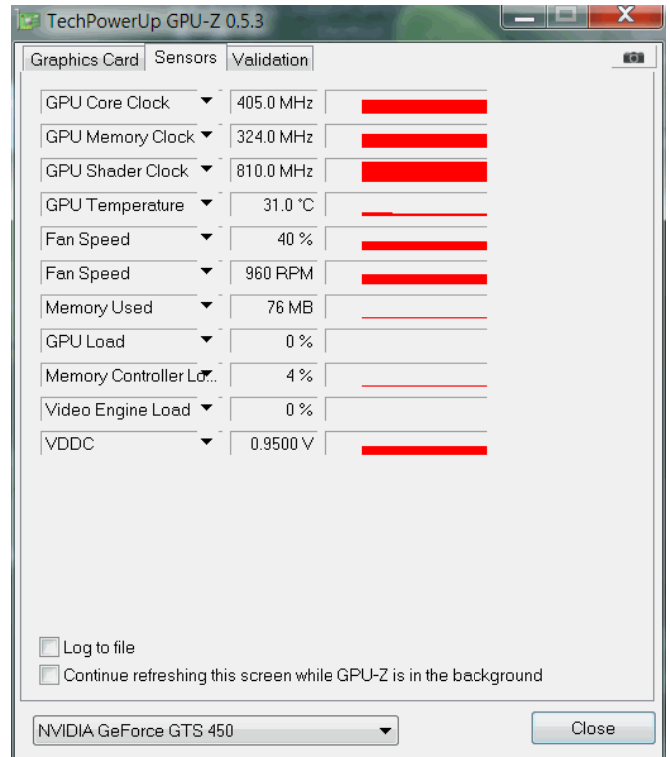 TechPowerUp GPU-Z 0.5.3
Graphics Card Sensors Validation
GPU Core Clock 405.0 MHz
GPU Memory Clock 324.0 MHz
GPU Shader Clock 810.0 MHz
GPU Temperature 31.0 °C
Fan Speed 40 %
Fan Speed 960 RPM
Memory Used 76 MB
GPU Load 0 %
Memory Controller Lo... 4 %
Video Engine Load 0 %
VDDC 0.9500 V
Log to file
Continue refreshing this screen while GPU-Z is in the background
NVIDIA GeForce GTS 450 Close